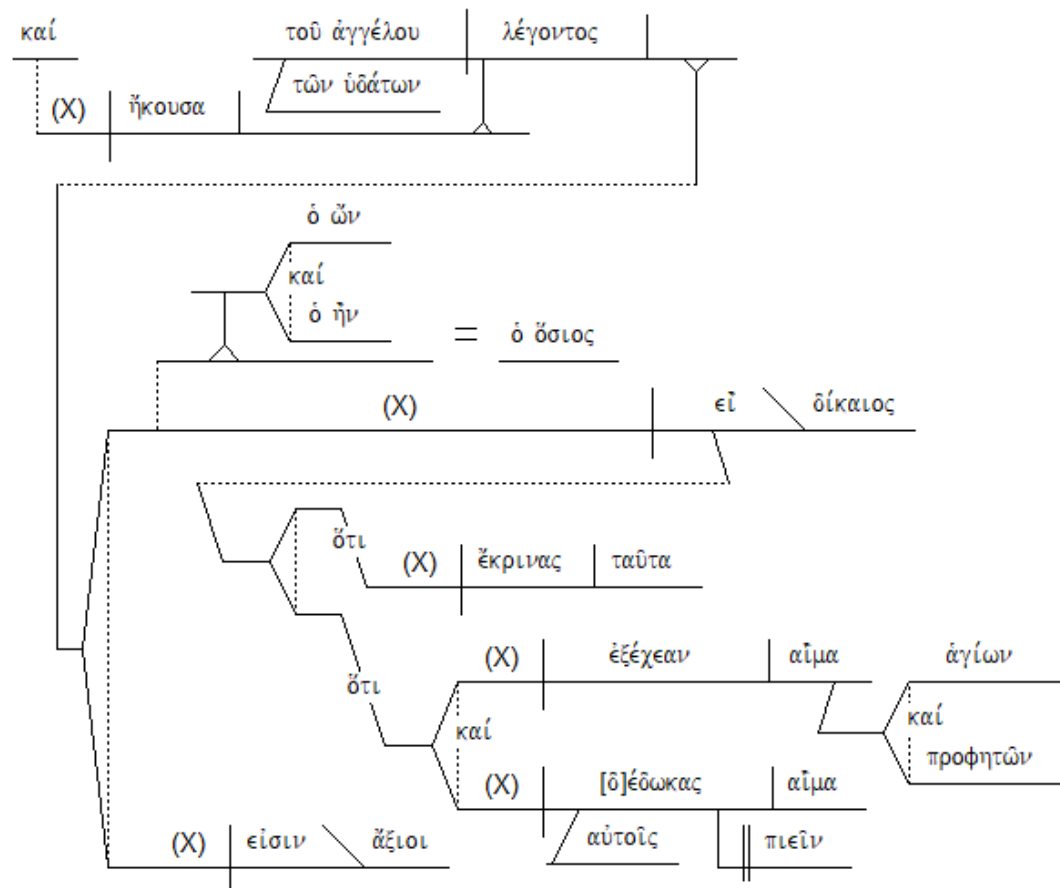 καί τοῦ ἀγγέλου λέγοντος
τῶν ὑδάτων
(X) ἤκουσα
ὁ ὤν
καί
ὁ ἦν
= ὁ ὅσιος
(X) εἶ δίκαιος
ὅτι
(X) ἔκρινας ταῦτα
(X) ἐξέχεαν αἷμα ἁγίων
ὅτι
καί καί
προφητῶν
(X) [δ]έδωκας αἷμα
(X) εἰσιν ἄξιοι αὐτοῖς πιεῖν